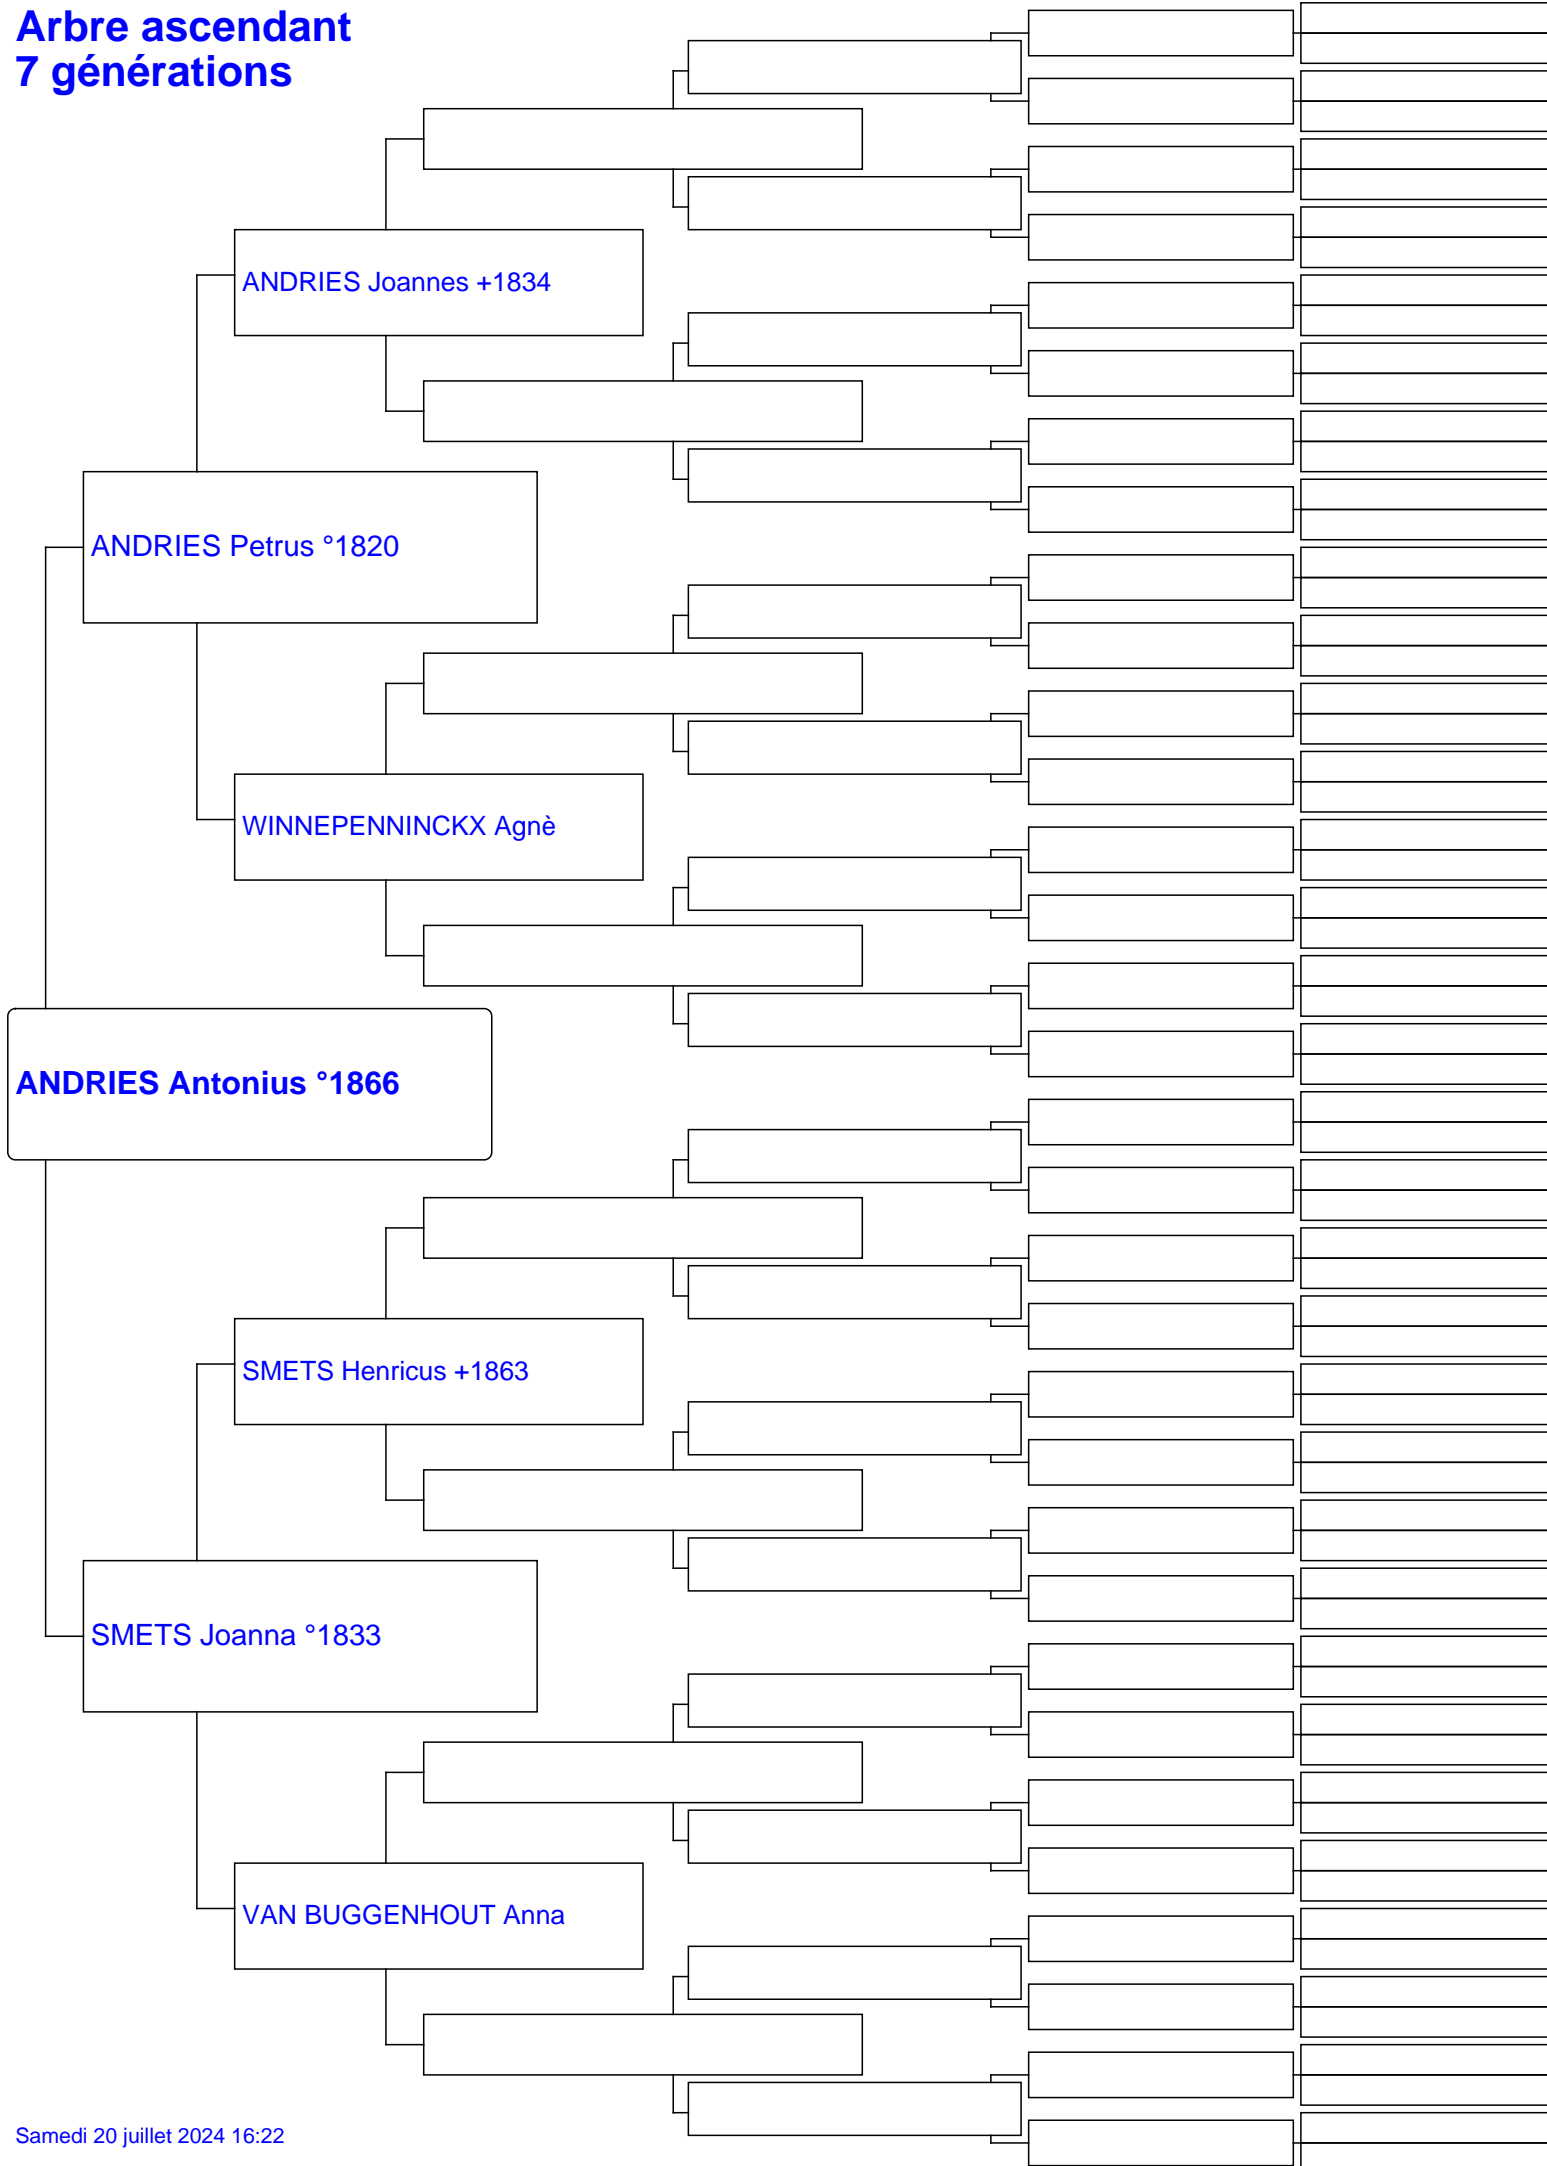 Arbre ascendant
7 générations
ANDRIES Joannes +1834
ANDRIES Petrus °1820
WINNEPENNINCKX Agnè
ANDRIES Antonius °1866
SMETS Henricus +1863
SMETS Joanna °1833
VAN BUGGENHOUT Anna
Samedi 20 juillet 2024 16:22